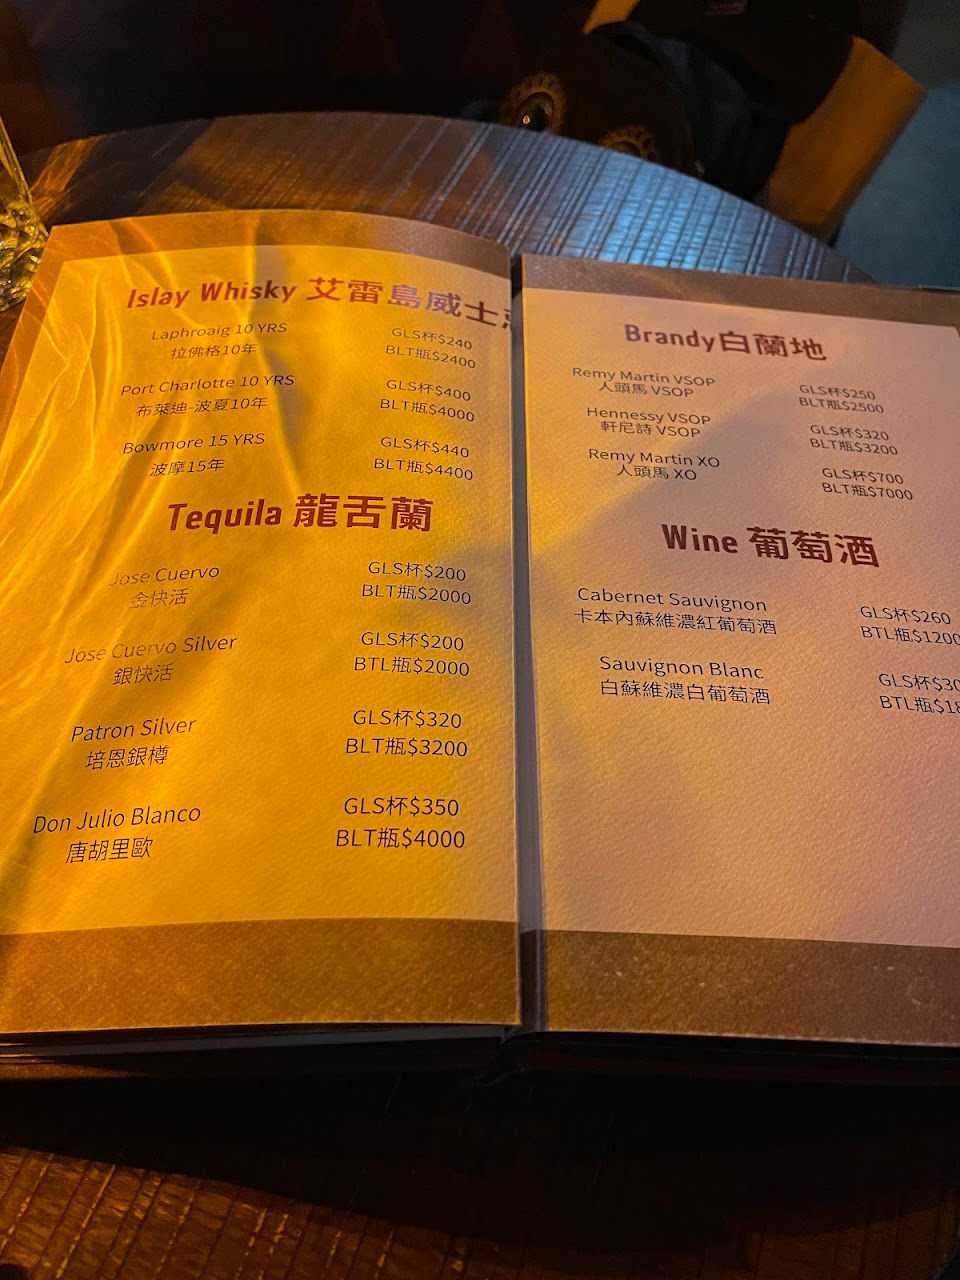 Islay Whisky 艾雷島威士
Laphroaig 10 YRS
拉佛格10年
GLS杯$240
BLT瓶$2400
Port Charlotte 10 YRS
布萊迪-波夏10年
GLS杯$400
BLT瓶$4000
Bowmore 15 YRS
波摩15年
GLS杯$440
BLT瓶$4400
Tequila 龍舌蘭
Jose Cuervo
金快活
GLS杯$200
BLT瓶$2000
Jose Cuervo Silver
銀快活
GLS杯$200
BTL瓶$2000
Patron Silver
培恩銀樽
GLS杯$320
BLT瓶$3200
Don Julio Blanco
唐胡里歐
GLS杯$350
BLT瓶$4000
Brandy白蘭地
Remy Martin VSOP
人頭馬 VSOP
GLS杯$250
BLT瓶$2500
Hennessy VSOP
軒尼詩 VSOP
GLS杯$320
BLT瓶$3200
Remy Martin XO
人頭馬 XO
GLS杯$700
BLT瓶$7000
Wine 葡萄酒
Cabernet Sauvignon
卡本內蘇維濃紅葡萄酒
GLS杯$260
BTL瓶$1200
Sauvignon Blanc
白蘇維濃白葡萄酒
GLS杯$30
BTL瓶$18